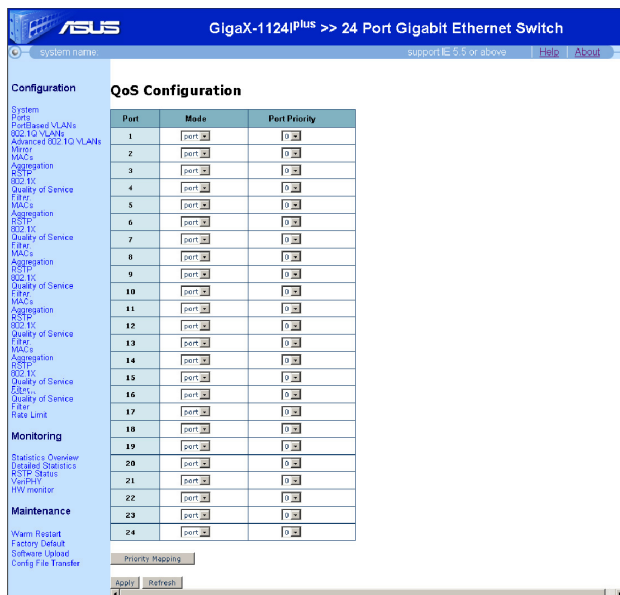 ASUS
GigaX-1124i plus >> 24 Port Gigabit Ethernet Switch
system name:
support IE 5.5 or above
Help
About
Configuration
System
Ports
PortBased VLANs
802.1Q VLANs
Advanced 802.1Q VLANs
Mirror
MACs
Aggregation
RSTP
802.1X
Quality of Service
Filter
MACs
Aggregation
RSTP
802.1X
Quality of Service
Filter
MACs
Aggregation
RSTP
802.1X
Quality of Service
Filter
MACs
Aggregation
RSTP
802.1X
Quality of Service
Filter
MACs
Aggregation
RSTP
802.1X
Quality of Service
Filter
Quality of Service
Filter
Rate Limit
Monitoring
Statistics Overview
Detailed Statistics
RSTP Status
VeriPHY
HW monitor
Maintenance
Warm Restart
Factory Default
Software Upload
Config File Transfer
QoS Configuration
Port Mode Port Priority
1 port 0
2 port 0
3 port 0
4 port 0
5 port 0
6 port 0
7 port 0
8 port 0
9 port 0
10 port 0
11 port 0
12 port 0
13 port 0
14 port 0
15 port 0
16 port 0
17 port 0
18 port 0
19 port 0
20 port 0
21 port 0
22 port 0
23 port 0
24 port 0
Priority Mapping
Apply Refresh